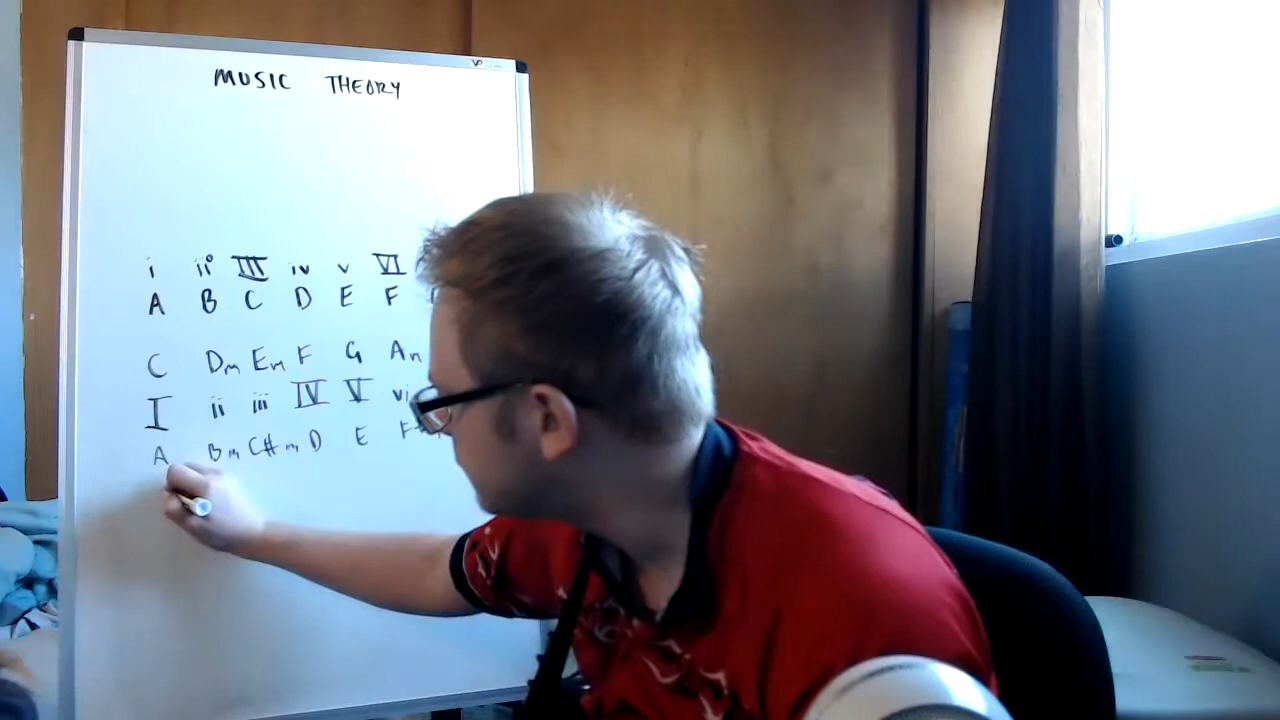 MUSIC THEORY
i ii° III iv v VI
A B C D E F
C Dm Em F G Am
I ii iii IV V vi
A Bm C#m D E F#